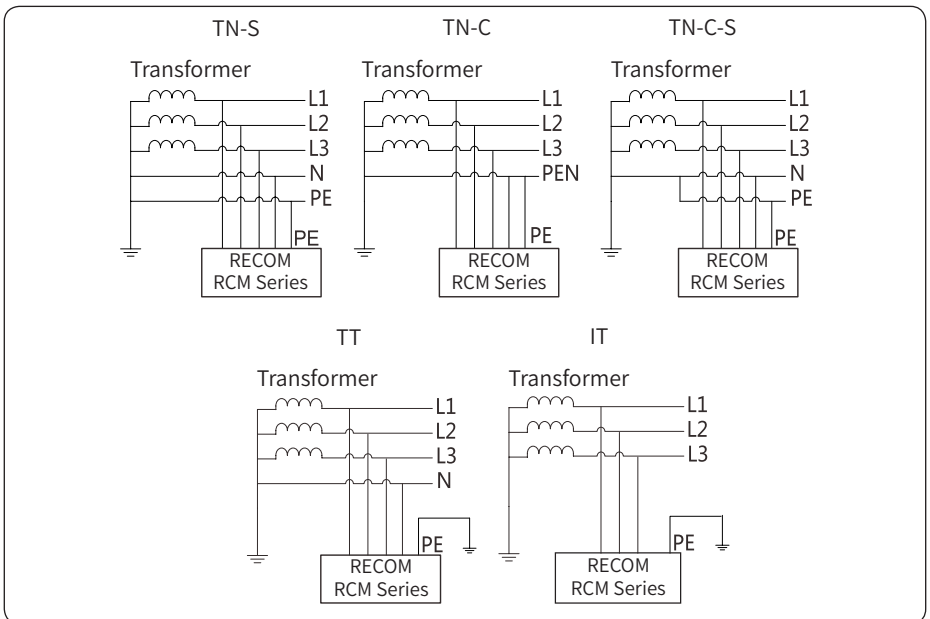 TN-S
Transformer
L1
L2
L3
N
PE
PE
RECOM
RCM Series
TN-C
Transformer
L1
L2
L3
PEN
PE
RECOM
RCM Series
TN-C-S
Transformer
L1
L2
L3
N
PE
PE
RECOM
RCM Series
TT
Transformer
L1
L2
L3
N
PE
RECOM
RCM Series
IT
Transformer
L1
L2
L3
PE
RECOM
RCM Series